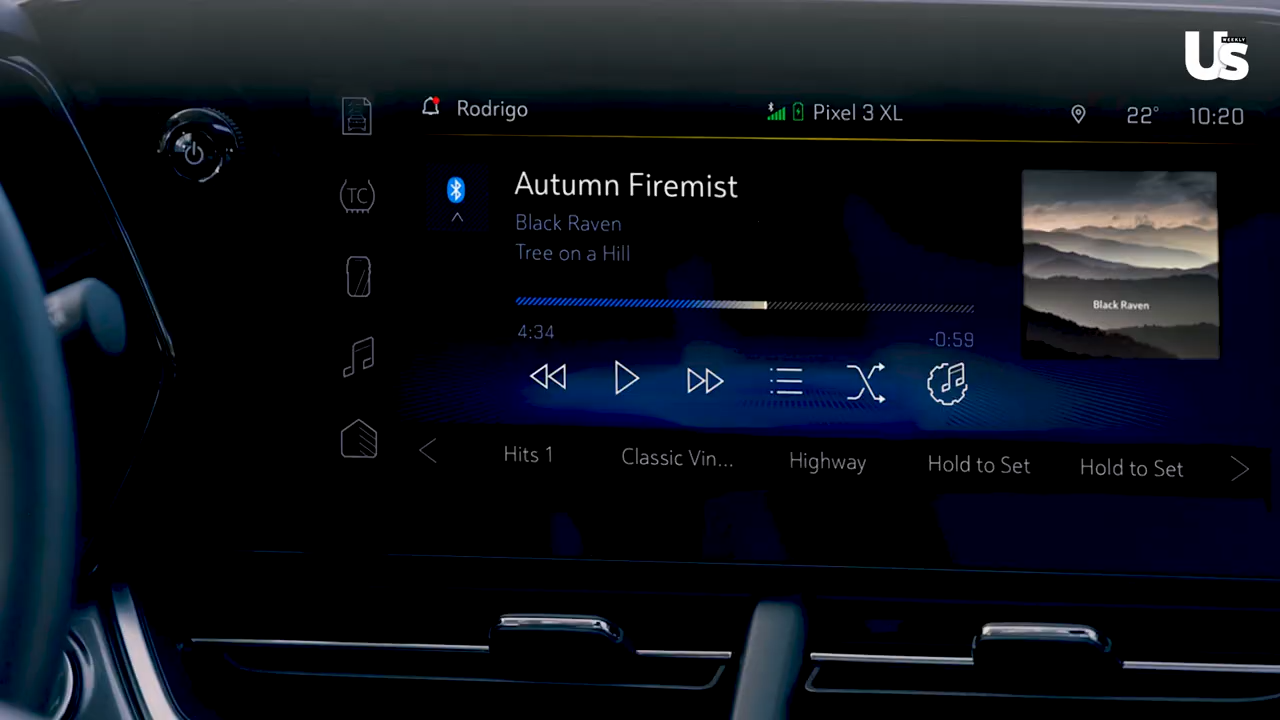 Us
WEEKLY
Rodrigo
Pixel 3 XL
22°
10:20
TC
Autumn Firemist
Black Raven
Tree on a Hill
Black Raven
4:34
-0:59
Hits 1
Classic Vin...
Highway
Hold to Set
Hold to Set